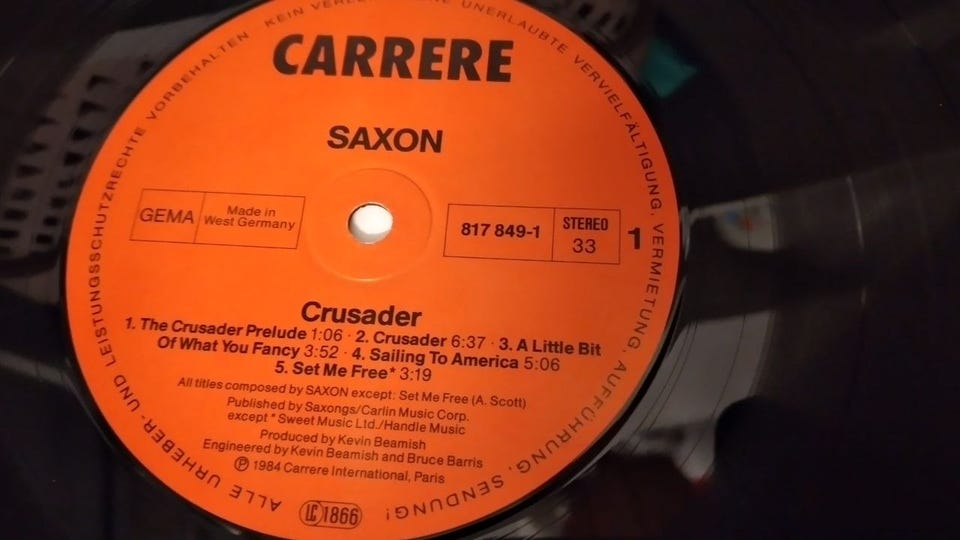 ALLE URHEBER- UND LEISTUNGSSCHUTZRECHTE VORBEHALTEN KEIN UNERLAUBTE VERVIELFÄLTIGUNG, VERMIETUNG, AUFFÜHRUNG, SENDUNG!
CARRERE
SAXON
GEMA
Made in
West Germany
817 849-1
STEREO
33
1
Crusader
1. The Crusader Prelude 1:06 · 2. Crusader 6:37 · 3. A Little Bit
Of What You Fancy 3:52 · 4. Sailing To America 5:06
5. Set Me Free* 3:19
All titles composed by SAXON except: Set Me Free (A. Scott)
Published by Saxongs/Carlin Music Corp.
except * Sweet Music Ltd./Handle Music
Produced by Kevin Beamish
Engineered by Kevin Beamish and Bruce Barris
℗ 1984 Carrere International, Paris
LC 1866